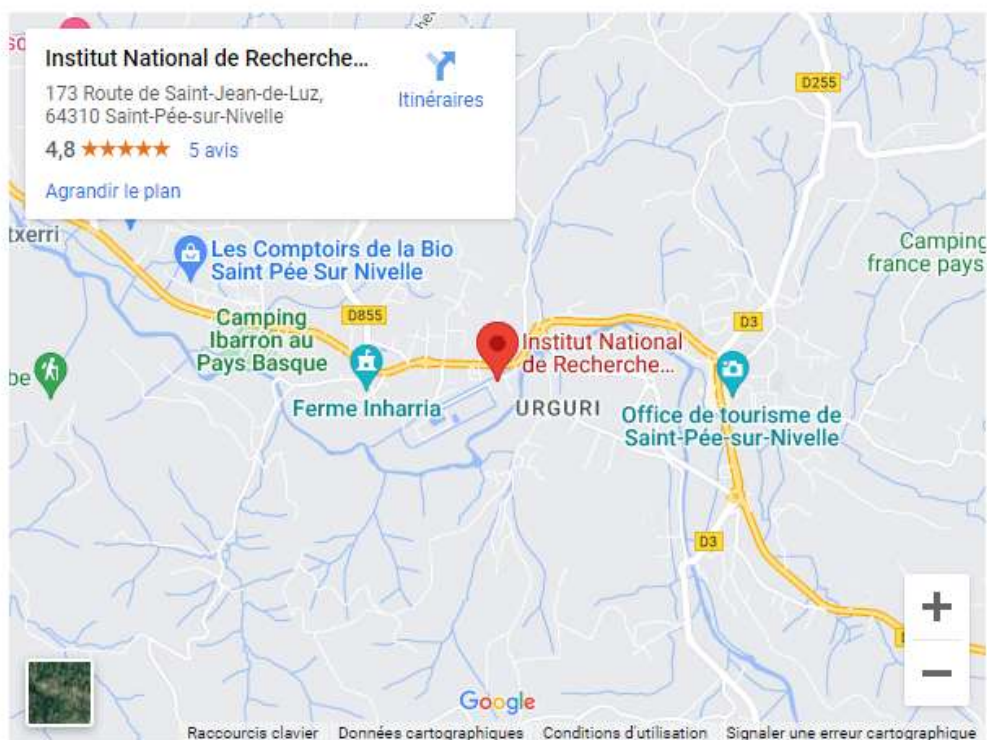 Institut National de Recherche...
173 Route de Saint-Jean-de-Luz,
64310 Saint-Pée-sur-Nivelle
4,8
5 avis
Agrandir le plan
Itinéraires
D255
txerri
Les Comptoirs de la Bio
Saint Pée Sur Nivelle
Camping
france pays
Camping
Ibarron au
Pays Basque
D855
D3
Institut National
de Recherche...
be
Ferme Inharria
URGURI
Office de tourisme de
Saint-Pée-sur-Nivelle
D3
Google
Raccourcis clavier
Données cartographiques
Conditions d'utilisation
Signaler une erreur cartographique